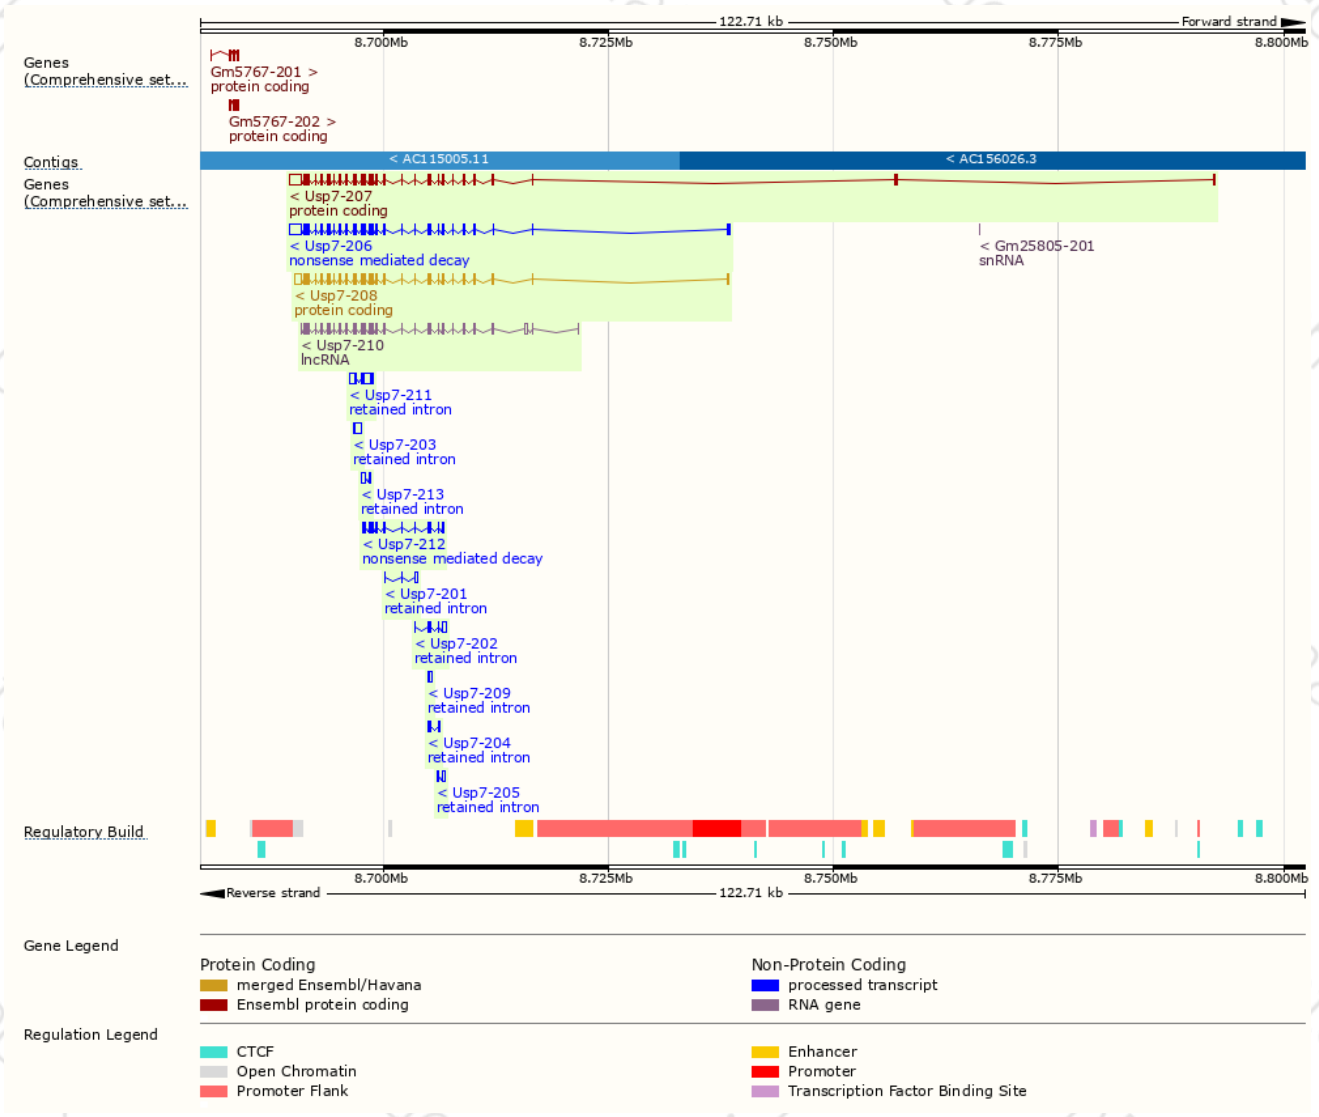 122.71 kb
Forward strand
8.700Mb 8.725Mb 8.750Mb 8.775Mb 8.800Mb
Genes
(Comprehensive set...
Gm5767-201 >
protein coding
Gm5767-202 >
protein coding
Contigs
< AC115005.11
< AC156026.3
Genes
(Comprehensive set...
< Usp7-207
protein coding
< Usp7-206
nonsense mediated decay
< Gm25805-201
snRNA
< Usp7-208
protein coding
< Usp7-210
lncRNA
< Usp7-211
retained intron
< Usp7-203
retained intron
< Usp7-213
retained intron
< Usp7-212
nonsense mediated decay
< Usp7-201
retained intron
< Usp7-202
retained intron
< Usp7-209
retained intron
< Usp7-204
retained intron
< Usp7-205
retained intron
Regulatory Build
8.700Mb 8.725Mb 8.750Mb 8.775Mb 8.800Mb
Reverse strand
122.71 kb
Gene Legend
Protein Coding
merged Ensembl/Havana
Ensembl protein coding
Non-Protein Coding
processed transcript
RNA gene
Regulation Legend
CTCF
Open Chromatin
Promoter Flank
Enhancer
Promoter
Transcription Factor Binding Site